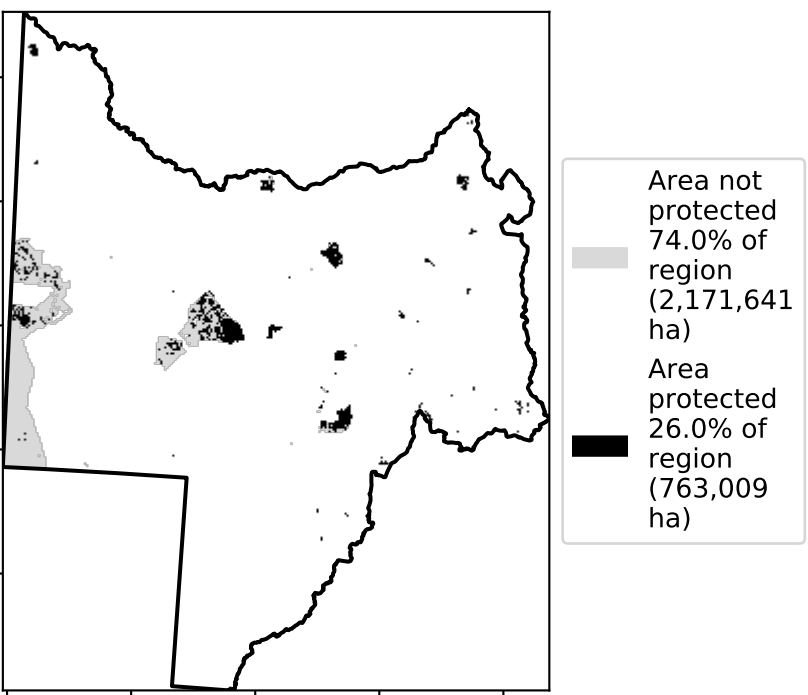 Area not
protected
74.0% of
region
(2,171,641
ha)
Area
protected
26.0% of
region
(763,009
ha)